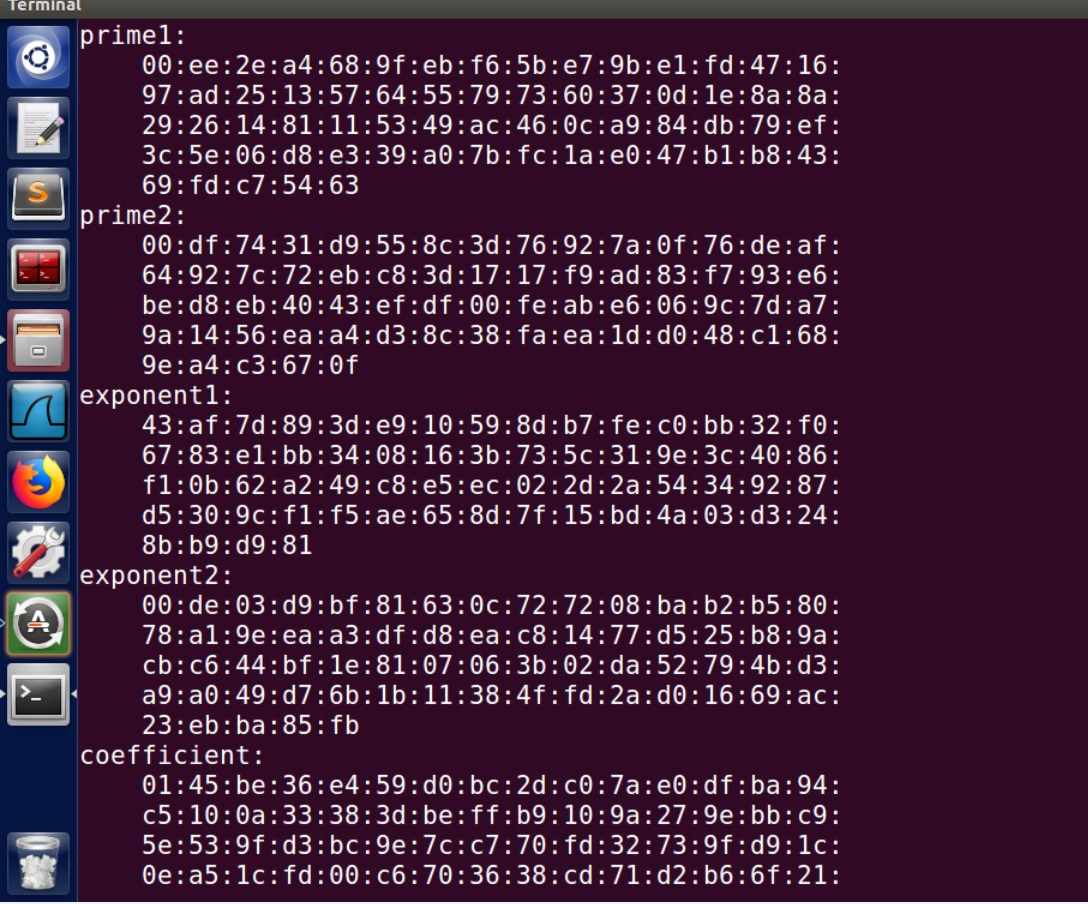 Terminal
prime1:
00:ee:2e:a4:68:9f:eb:f6:5b:e7:9b:e1:fd:47:16:
97:ad:25:13:57:64:55:79:73:60:37:0d:1e:8a:8a:
29:26:14:81:11:53:49:ac:46:0c:a9:84:db:79:ef:
3c:5e:06:d8:e3:39:a0:7b:fc:1a:e0:47:b1:b8:43:
69:fd:c7:54:63
prime2:
00:df:74:31:d9:55:8c:3d:76:92:7a:0f:76:de:af:
64:92:7c:72:eb:c8:3d:17:17:f9:ad:83:f7:93:e6:
be:d8:eb:40:43:ef:df:00:fe:ab:e6:06:9c:7d:a7:
9a:14:56:ea:a4:d3:8c:38:fa:ea:1d:d0:48:c1:68:
9e:a4:c3:67:0f
exponent1:
43:af:7d:89:3d:e9:10:59:8d:b7:fe:c0:bb:32:f0:
67:83:e1:bb:34:08:16:3b:73:5c:31:9e:3c:40:86:
f1:0b:62:a2:49:c8:e5:ec:02:2d:2a:54:34:92:87:
d5:30:9c:f1:f5:ae:65:8d:7f:15:bd:4a:03:d3:24:
8b:b9:d9:81
exponent2:
00:de:03:d9:bf:81:63:0c:72:72:08:ba:b2:b5:80:
78:a1:9e:ea:a3:df:d8:ea:c8:14:77:d5:25:b8:9a:
cb:c6:44:bf:1e:81:07:06:3b:02:da:52:79:4b:d3:
a9:a0:49:d7:6b:1b:11:38:4f:fd:2a:d0:16:69:ac:
23:eb:ba:85:fb
coefficient:
01:45:be:36:e4:59:d0:bc:2d:c0:7a:e0:df:ba:94:
c5:10:0a:33:38:3d:be:ff:b9:10:9a:27:9e:bb:c9:
5e:53:9f:d3:bc:9e:7c:c7:70:fd:32:73:9f:d9:1c:
0e:a5:1c:fd:00:c6:70:36:38:cd:71:d2:b6:6f:21: